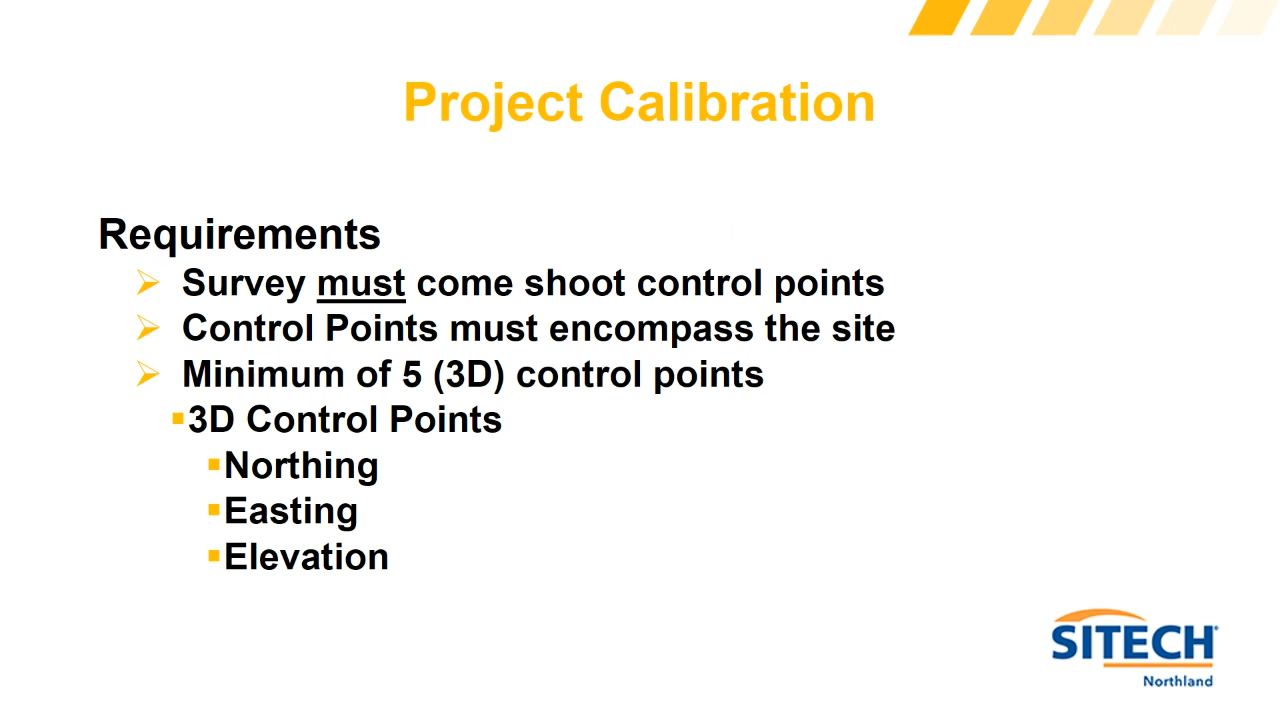 Project Calibration
Requirements
Survey must come shoot control points
Control Points must encompass the site
Minimum of 5 (3D) control points
3D Control Points
Northing
Easting
Elevation
SITECH
Northland